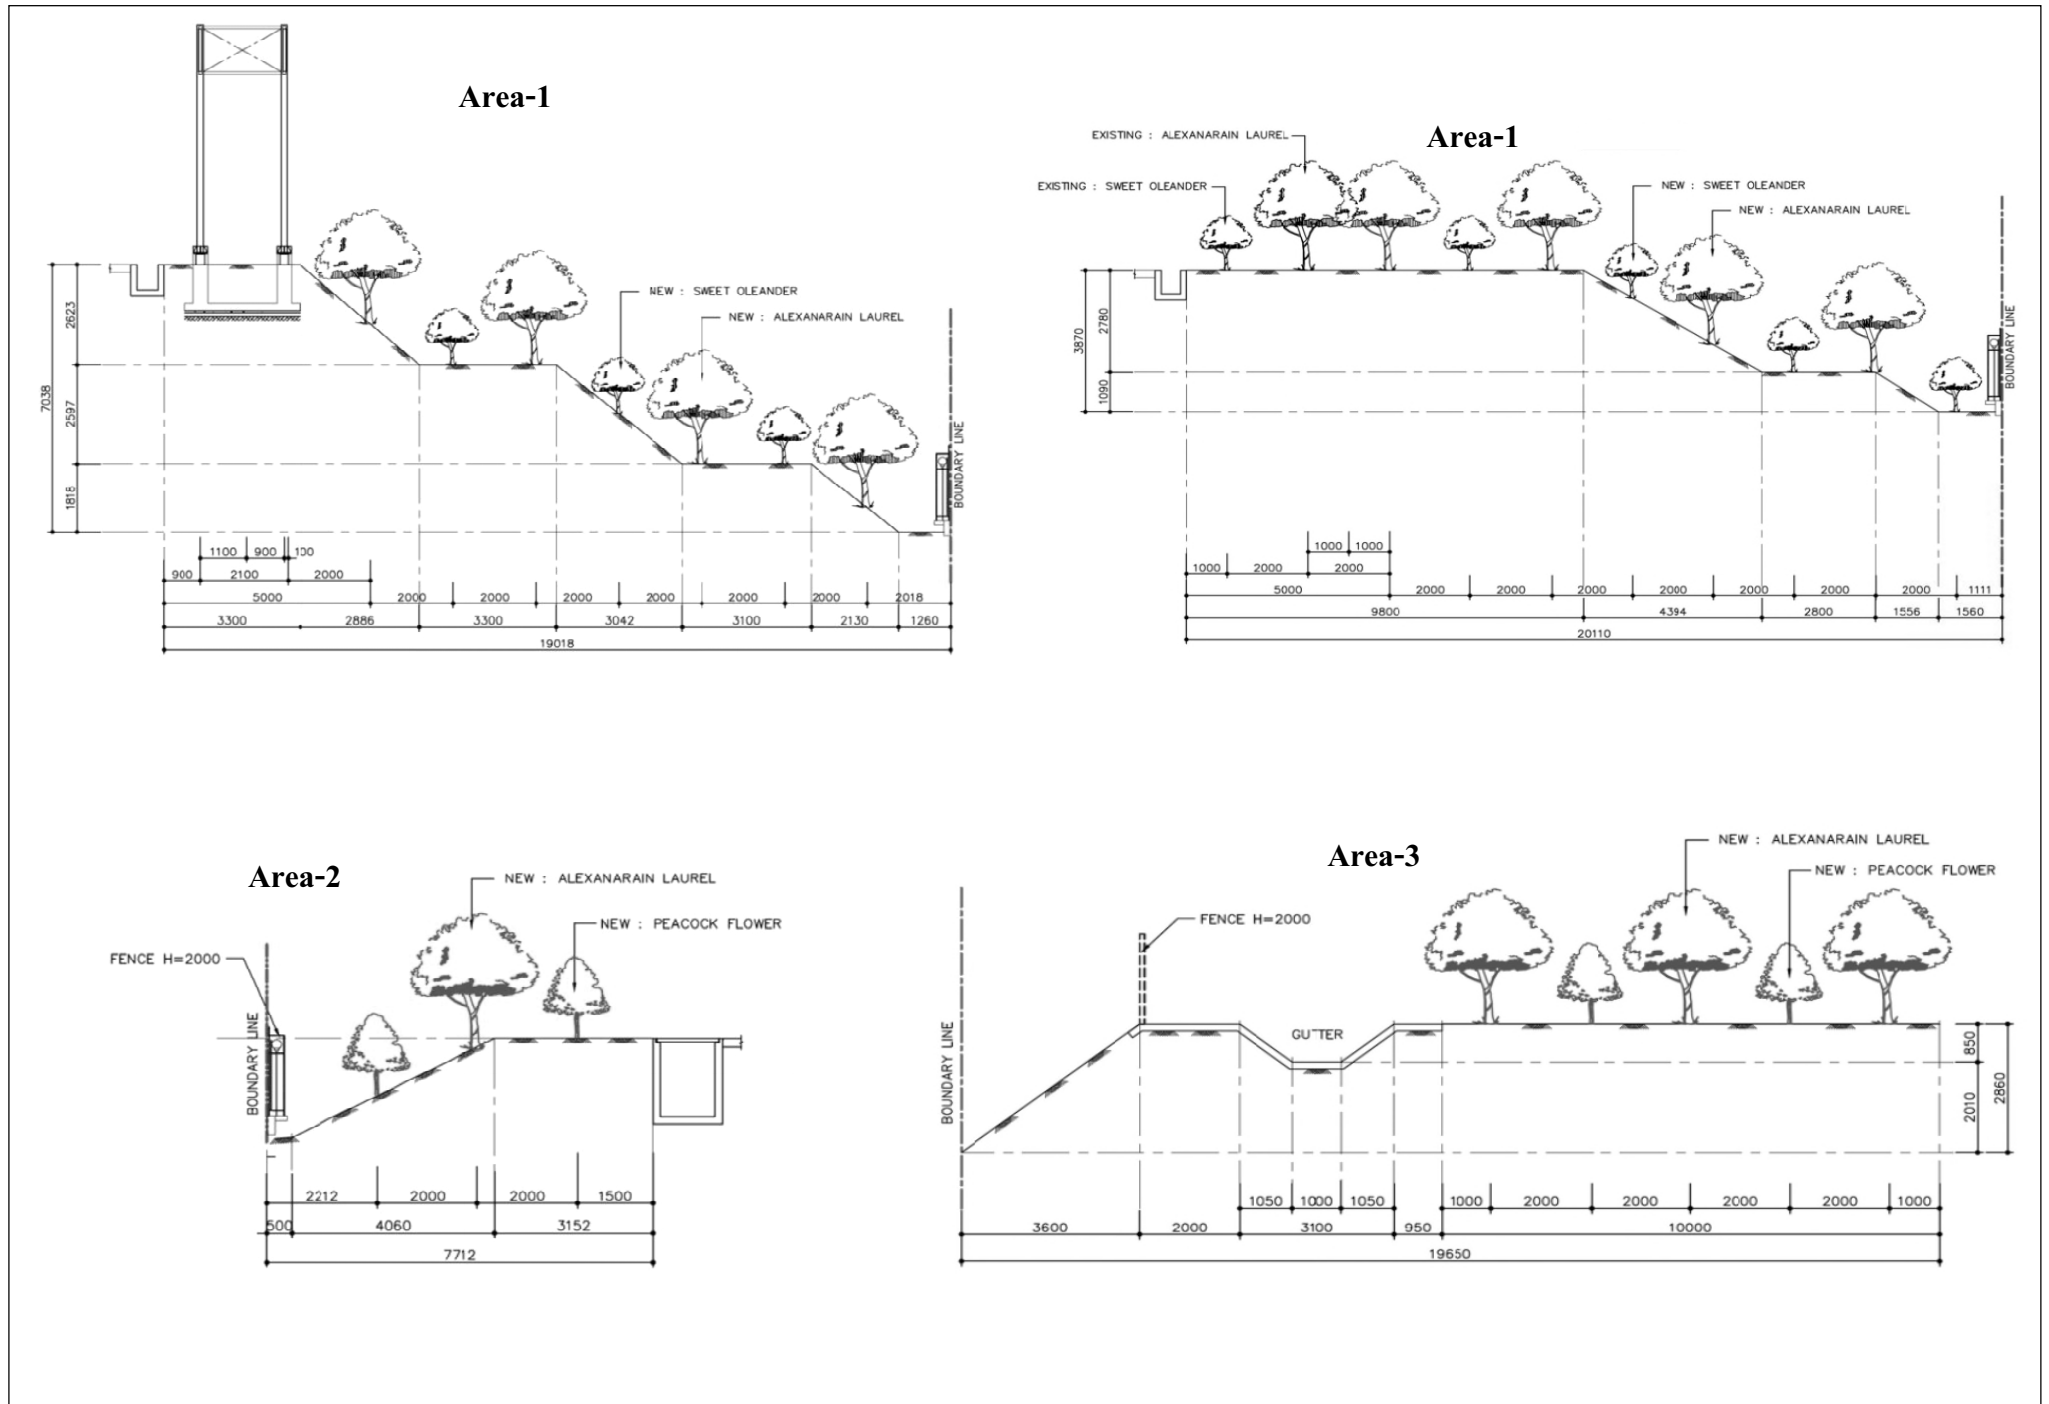 Area-1
NEW : SWEET OLEANDER
NEW : ALEXANARAIN LAUREL
BOUNDARY LINE
2623
2597
1818
7038
1100 900 100
900 2100 2000
5000 2000 2000 2000 2000 2000 2000 2018
3300 2886 3300 3042 3100 2130 1260
19018
Area-1
EXISTING : ALEXANARAIN LAUREL
EXISTING : SWEET OLEANDER
NEW : SWEET OLEANDER
NEW : ALEXANARAIN LAUREL
BOUNDARY LINE
2780
1090
3870
1000 1000
1000 2000 2000
5000 2000 2000 2000 2000 2000 2000 2000 1111
9800 4394 2800 1556 1560
20110
Area-2
NEW : ALEXANARAIN LAUREL
NEW : PEACOCK FLOWER
FENCE H=2000
BOUNDARY LINE
2212 2000 2000 1500
500 4060 3152
7712
Area-3
NEW : ALEXANARAIN LAUREL
NEW : PEACOCK FLOWER
FENCE H=2000
GUTTER
BOUNDARY LINE
850
2010
2860
1050 1000 1050 1000 2000 2000 2000 2000 1000
3600 2000 3100 950 10000
19650